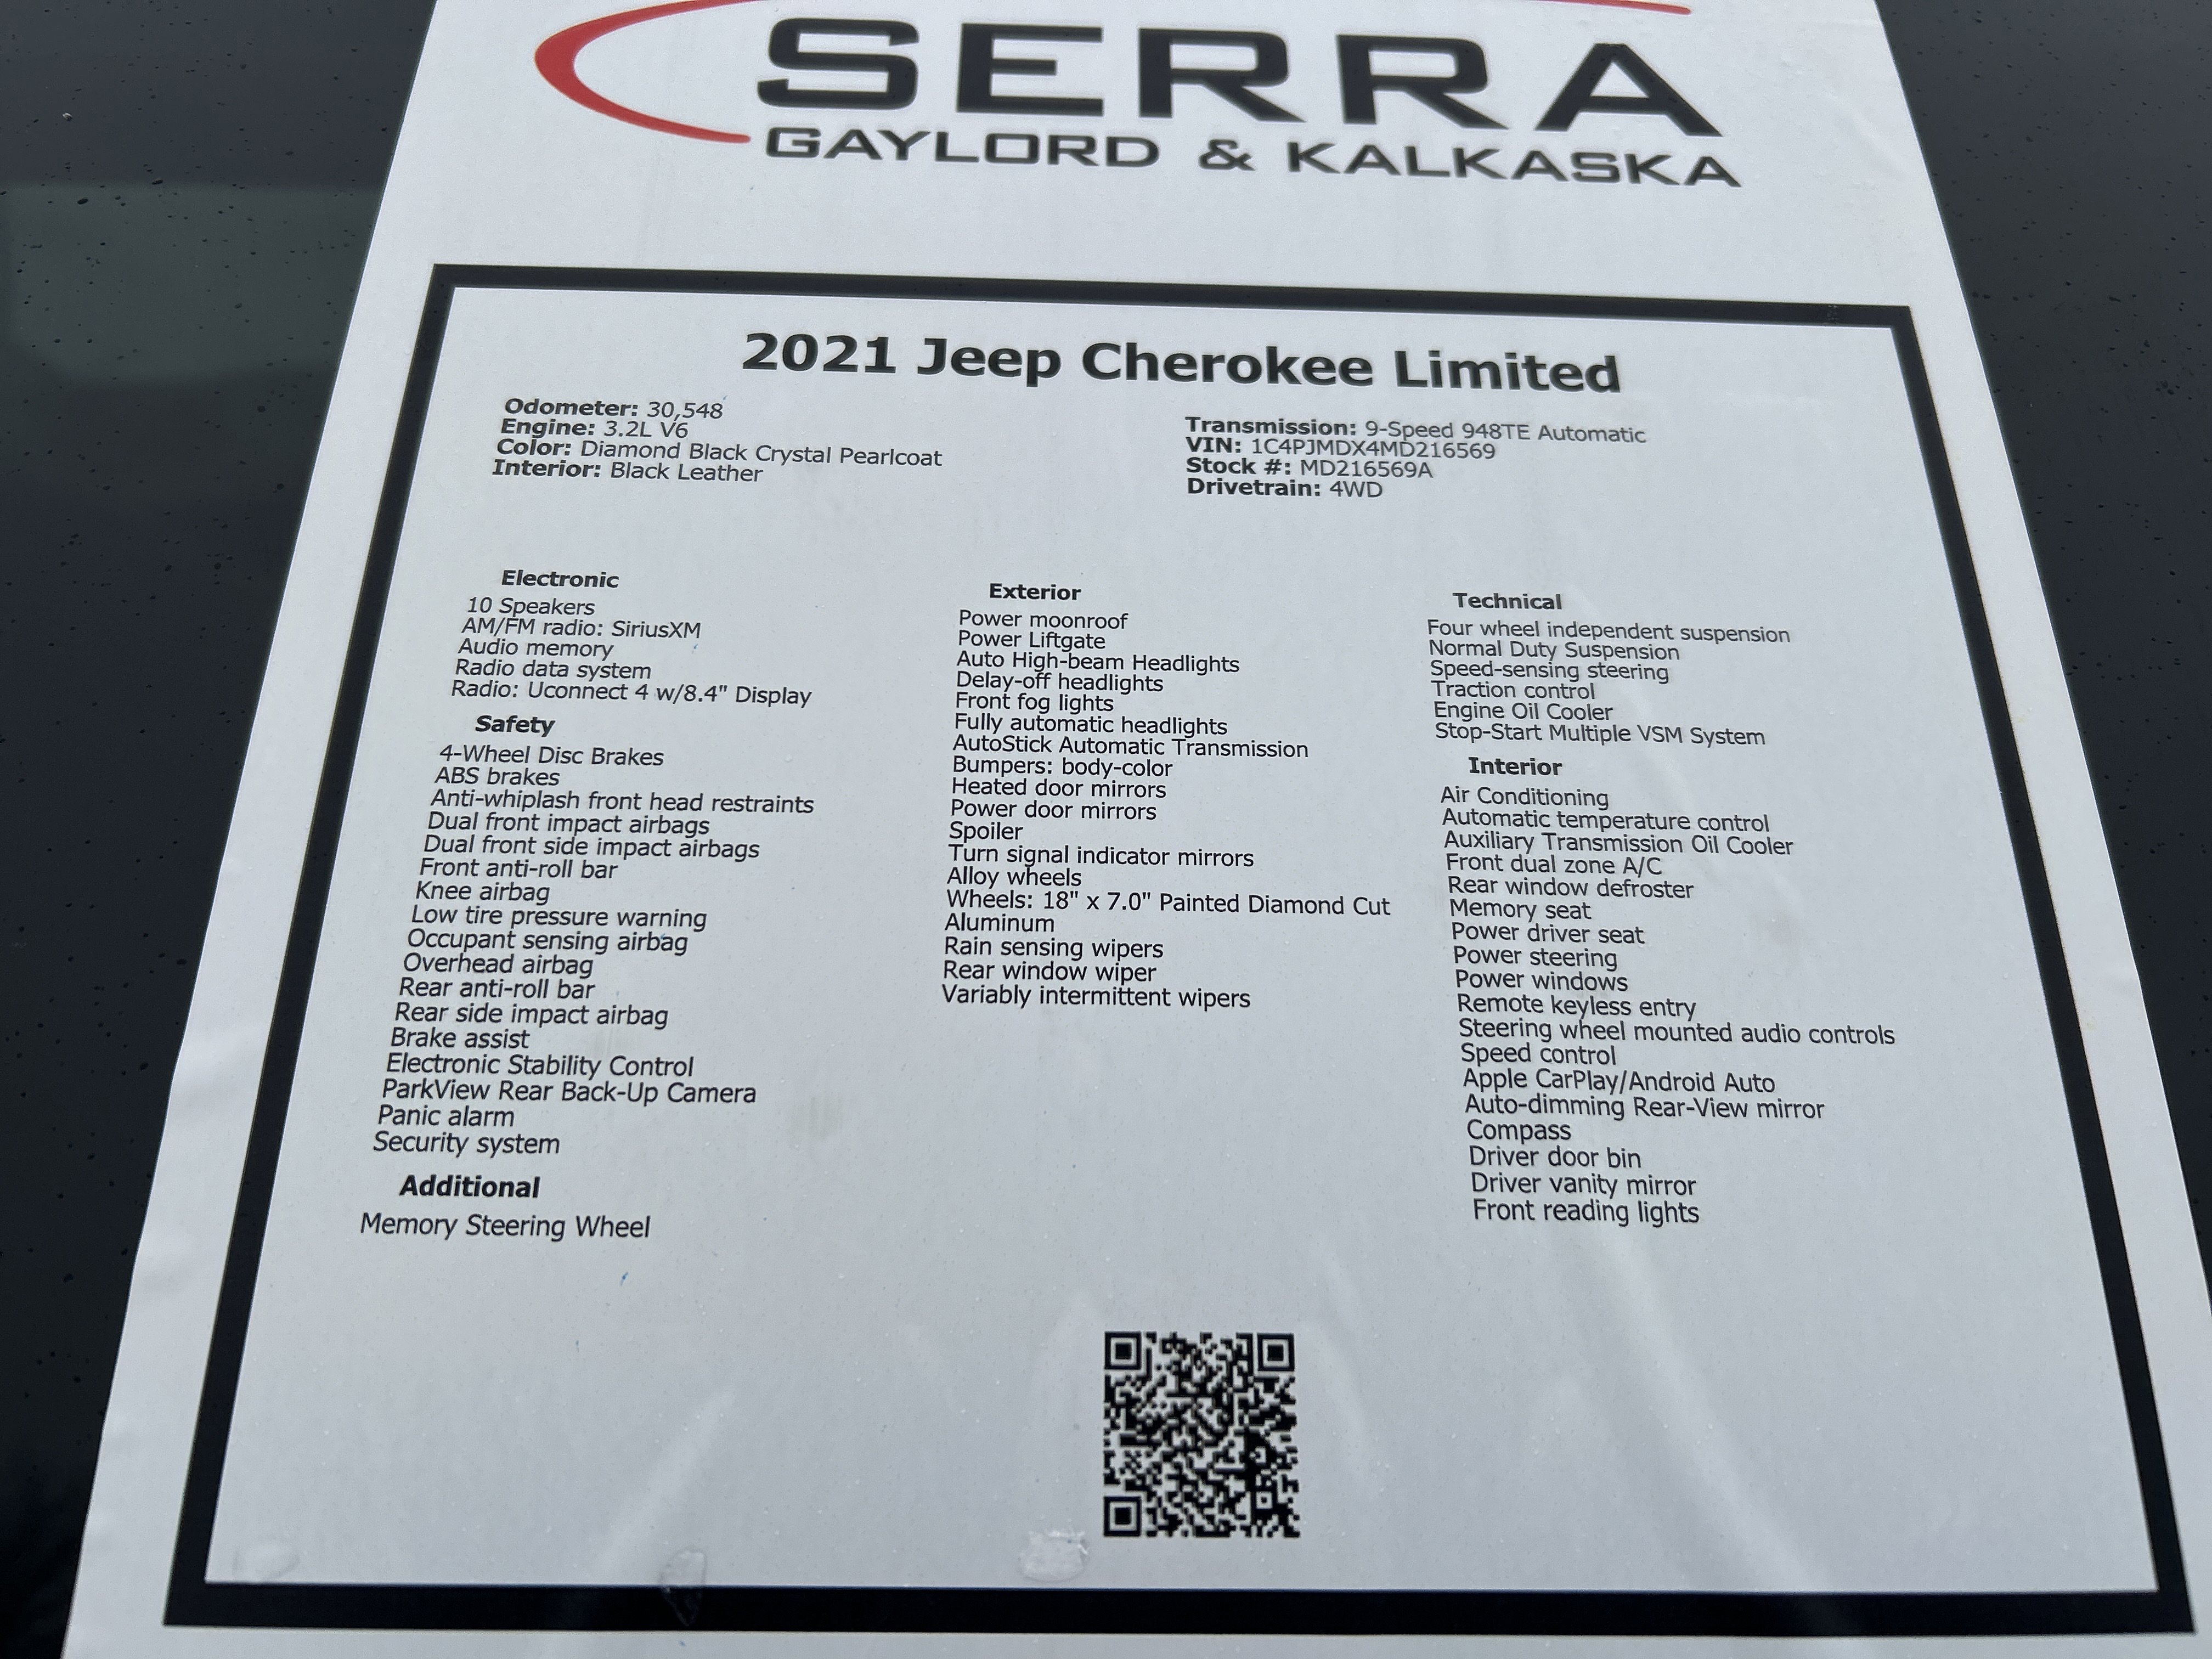 SERRA
GAYLORD & KALKASKA
2021 Jeep Cherokee Limited
Odometer: 30,548
Engine: 3.2L V6
Color: Diamond Black Crystal Pearlcoat
Interior: Black Leather
Transmission: 9-Speed 948TE Automatic
VIN: 1C4PJMDX4MD216569
Stock #: MD216569A
Drivetrain: 4WD
Electronic
10 Speakers
AM/FM radio: SiriusXM
Audio memory
Radio data system
Radio: Uconnect 4 w/8.4" Display
Safety
4-Wheel Disc Brakes
ABS brakes
Anti-whiplash front head restraints
Dual front impact airbags
Dual front side impact airbags
Front anti-roll bar
Knee airbag
Low tire pressure warning
Occupant sensing airbag
Overhead airbag
Rear anti-roll bar
Rear side impact airbag
Brake assist
Electronic Stability Control
ParkView Rear Back-Up Camera
Panic alarm
Security system
Additional
Memory Steering Wheel
Exterior
Power moonroof
Power Liftgate
Auto High-beam Headlights
Delay-off headlights
Front fog lights
Fully automatic headlights
AutoStick Automatic Transmission
Bumpers: body-color
Heated door mirrors
Power door mirrors
Spoiler
Turn signal indicator mirrors
Alloy wheels
Wheels: 18" x 7.0" Painted Diamond Cut
Aluminum
Rain sensing wipers
Rear window wiper
Variably intermittent wipers
Technical
Four wheel independent suspension
Normal Duty Suspension
Speed-sensing steering
Traction control
Engine Oil Cooler
Stop-Start Multiple VSM System
Interior
Air Conditioning
Automatic temperature control
Auxiliary Transmission Oil Cooler
Front dual zone A/C
Rear window defroster
Memory seat
Power driver seat
Power steering
Power windows
Remote keyless entry
Steering wheel mounted audio controls
Speed control
Apple CarPlay/Android Auto
Auto-dimming Rear-View mirror
Compass
Driver door bin
Driver vanity mirror
Front reading lights